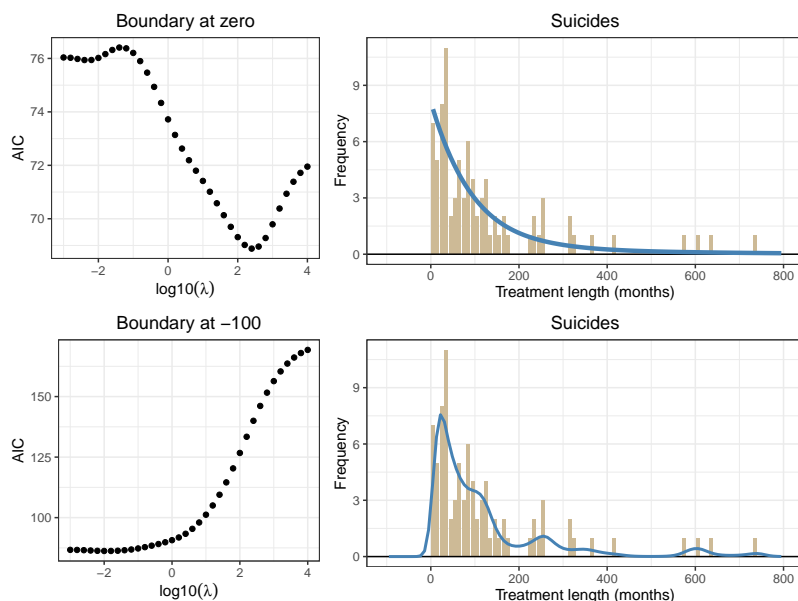 Boundary at zero
76
74
72
70
AIC
−2
0
2
4
log10(λ)
Suicides
9
6
3
0
Frequency
0
200
400
600
800
Treatment length (months)
Boundary at −100
150
125
100
AIC
−2
0
2
4
log10(λ)
Suicides
9
6
3
0
Frequency
0
200
400
600
800
Treatment length (months)